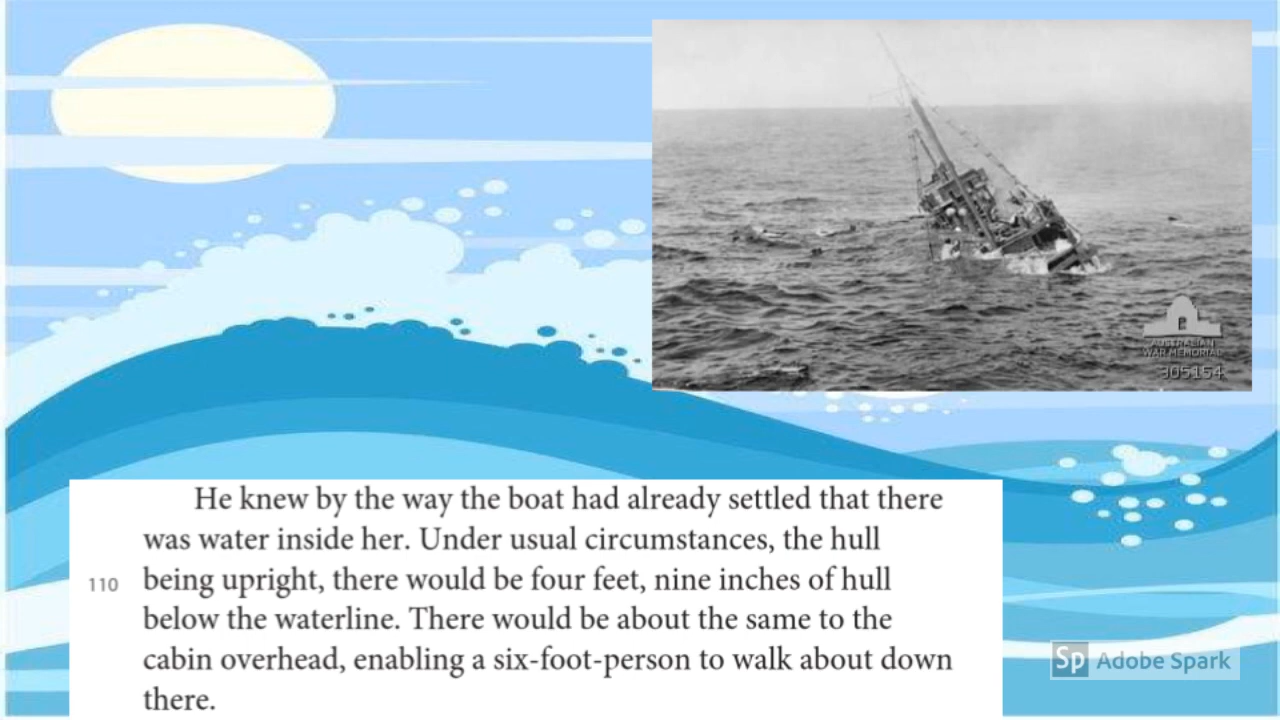 AUSTRALIAN
WAR MEMORIAL
305154
He knew by the way the boat had already settled that there
was water inside her. Under usual circumstances, the hull
110 being upright, there would be four feet, nine inches of hull
below the waterline. There would be about the same to the
cabin overhead, enabling a six-foot-person to walk about down
there.
Sp Adobe Spark